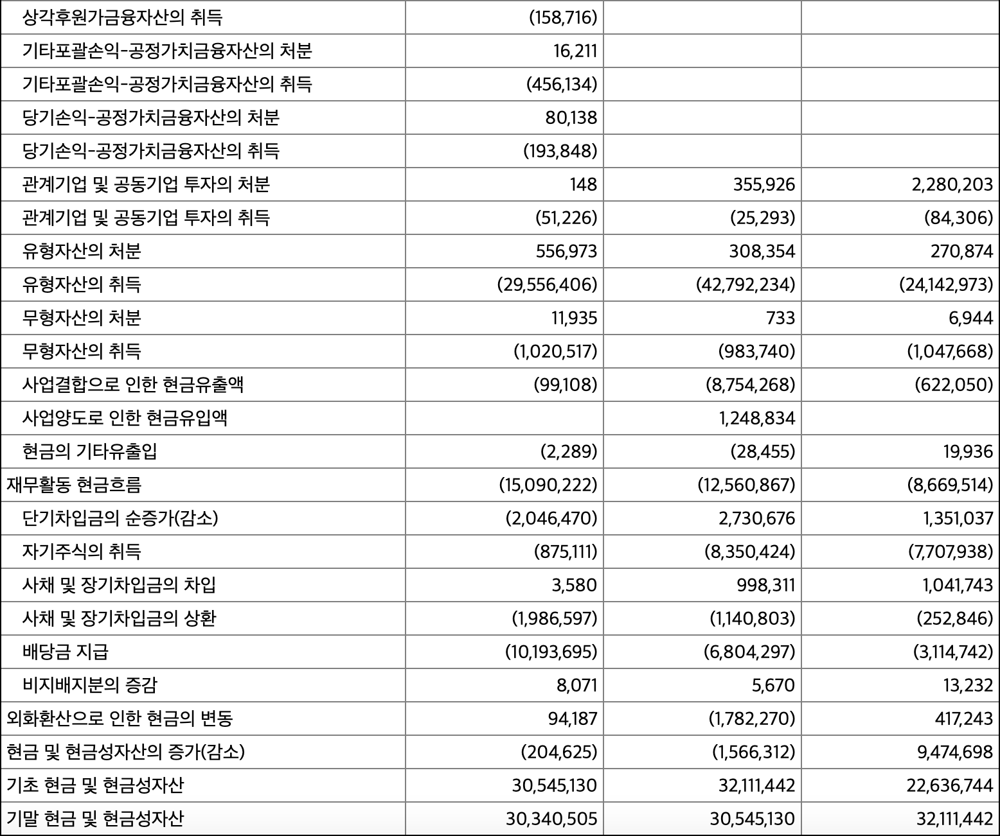 상각후원가금융자산의 취득 (158,716)
기타포괄손익-공정가치금융자산의 처분 16,211
기타포괄손익-공정가치금융자산의 취득 (456,134)
당기손익-공정가치금융자산의 처분 80,138
당기손익-공정가치금융자산의 취득 (193,848)
관계기업 및 공동기업 투자의 처분 148 355,926 2,280,203
관계기업 및 공동기업 투자의 취득 (51,226) (25,293) (84,306)
유형자산의 처분 556,973 308,354 270,874
유형자산의 취득 (29,556,406) (42,792,234) (24,142,973)
무형자산의 처분 11,935 733 6,944
무형자산의 취득 (1,020,517) (983,740) (1,047,668)
사업결합으로 인한 현금유출액 (99,108) (8,754,268) (622,050)
사업양도로 인한 현금유입액 1,248,834
현금의 기타유출입 (2,289) (28,455) 19,936
재무활동 현금흐름 (15,090,222) (12,560,867) (8,669,514)
단기차입금의 순증가(감소) (2,046,470) 2,730,676 1,351,037
자기주식의 취득 (875,111) (8,350,424) (7,707,938)
사채 및 장기차입금의 차입 3,580 998,311 1,041,743
사채 및 장기차입금의 상환 (1,986,597) (1,140,803) (252,846)
배당금 지급 (10,193,695) (6,804,297) (3,114,742)
비지배지분의 증감 8,071 5,670 13,232
외화환산으로 인한 현금의 변동 94,187 (1,782,270) 417,243
현금 및 현금성자산의 증가(감소) (204,625) (1,566,312) 9,474,698
기초 현금 및 현금성자산 30,545,130 32,111,442 22,636,744
기말 현금 및 현금성자산 30,340,505 30,545,130 32,111,442